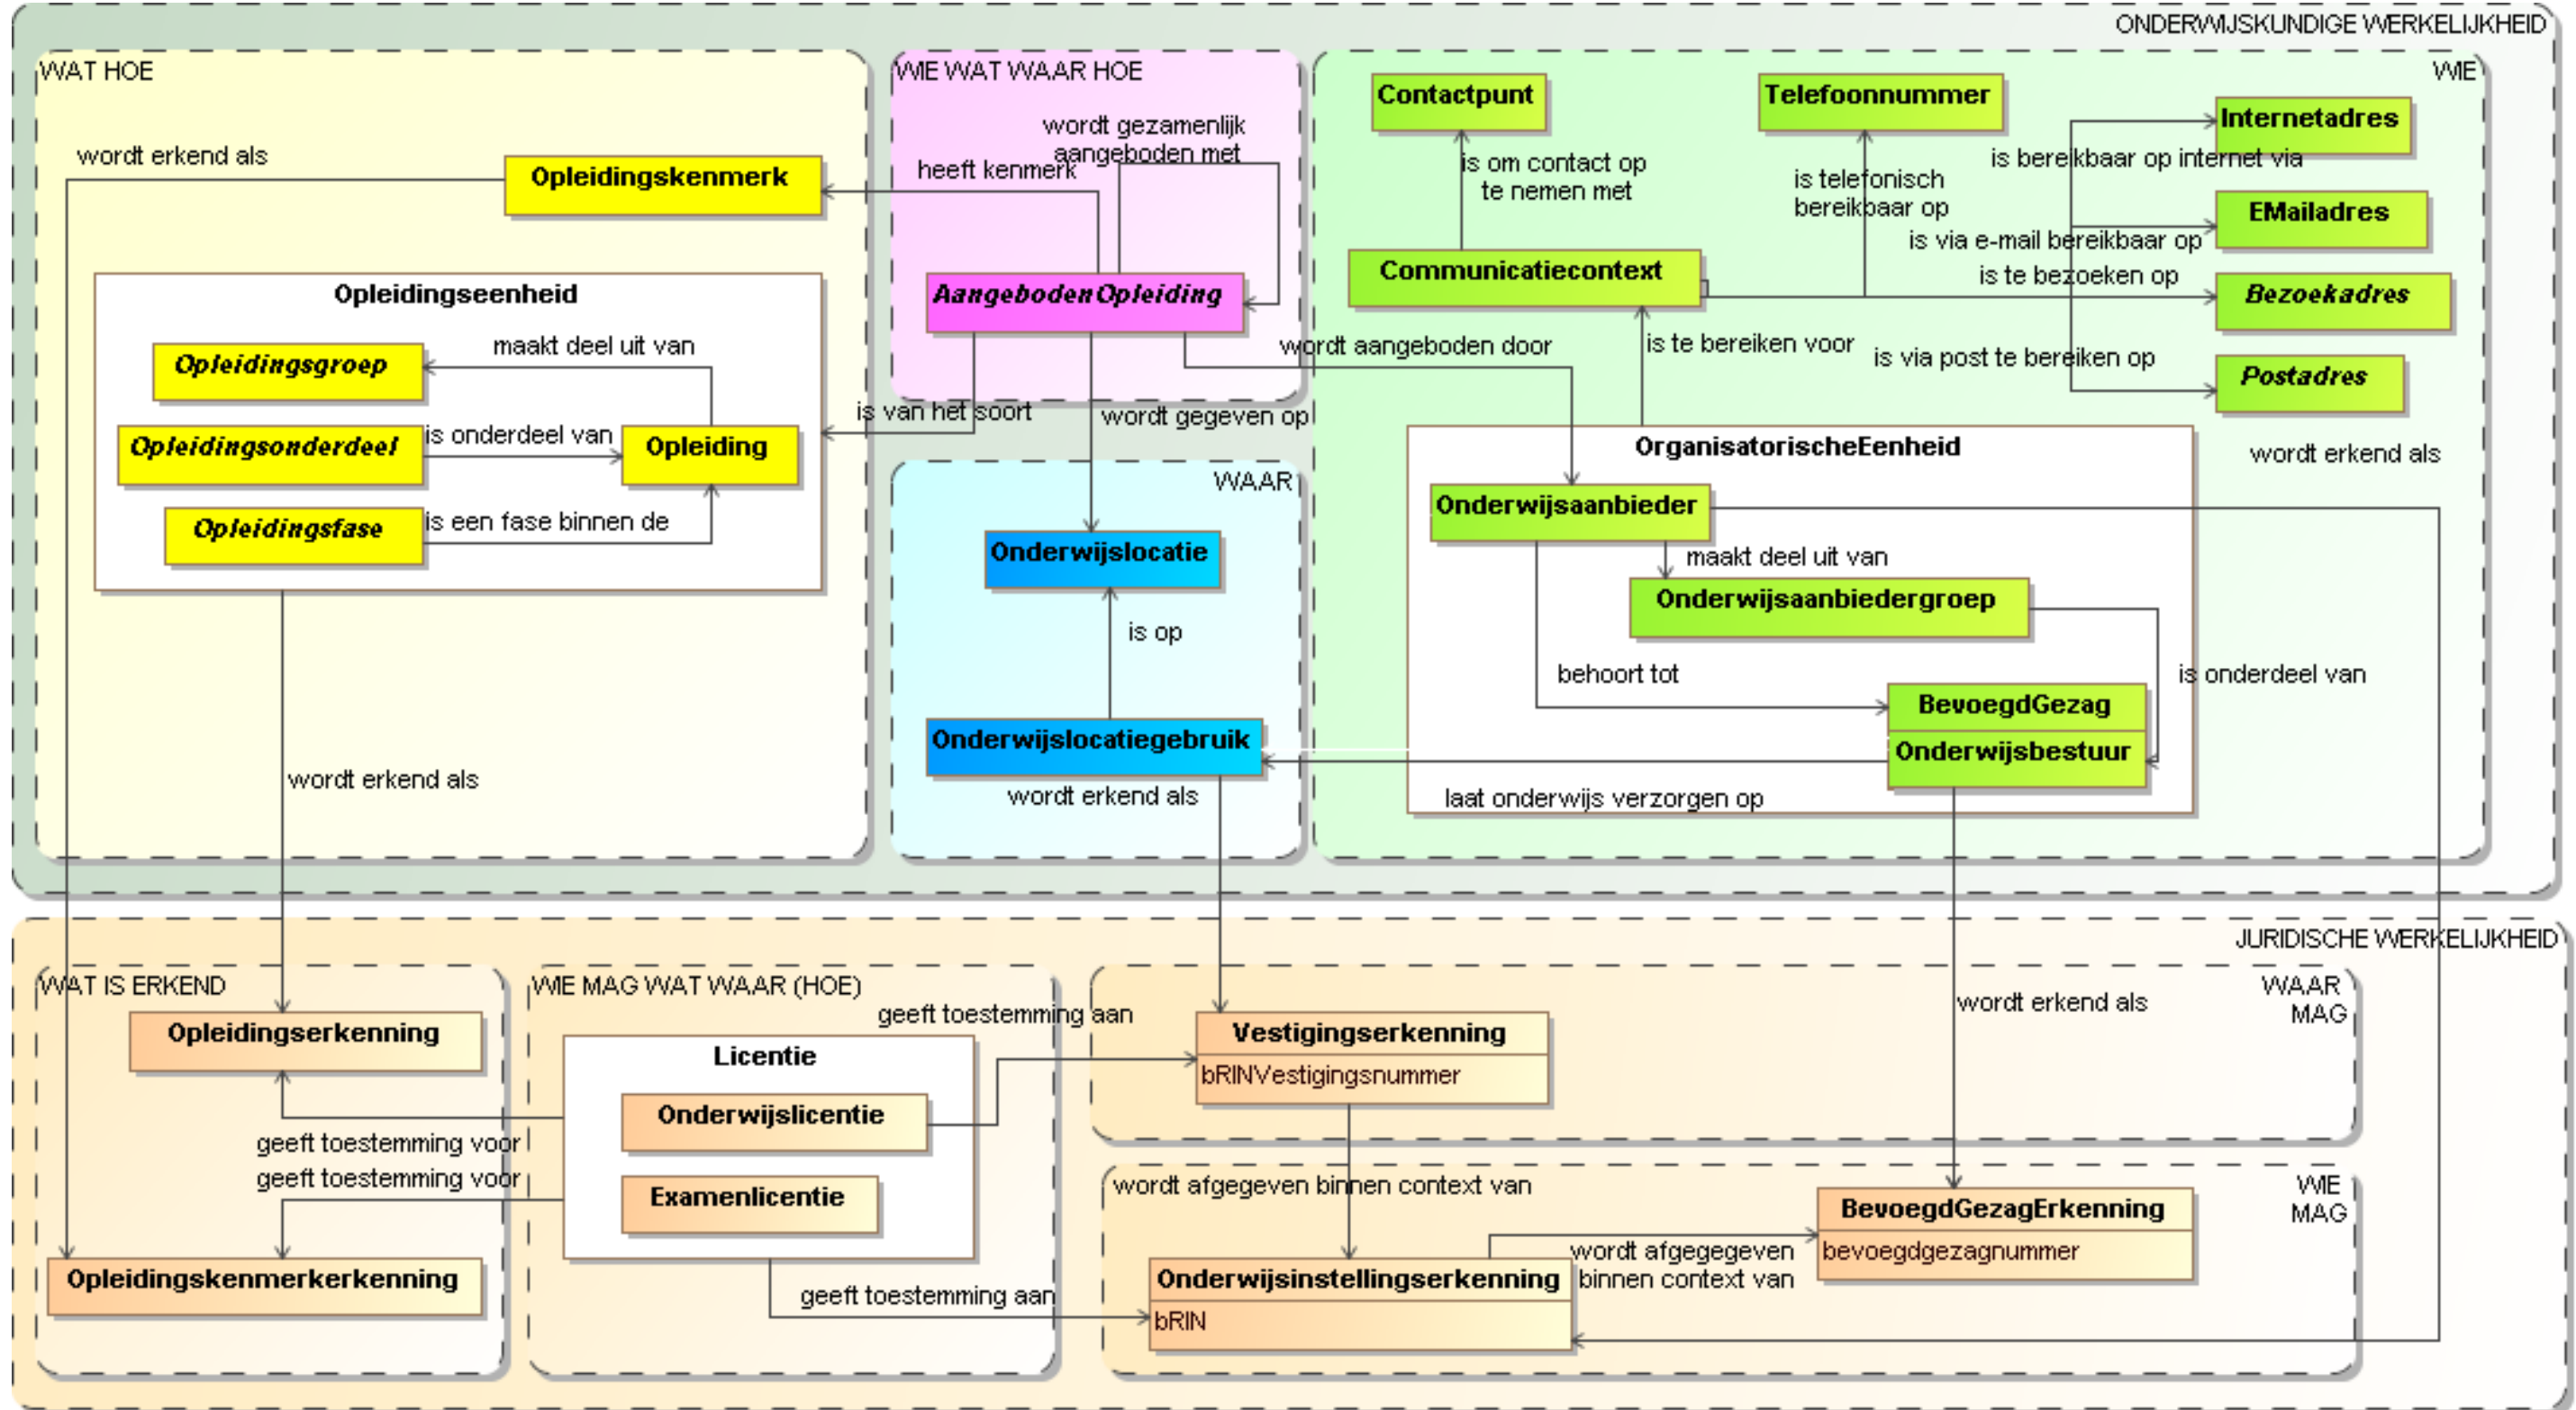 ONDERWIJSKUNDIGE WERKELIJKHEID
WAT HOE
wordt erkend als
Opleidingskenmerk
Opleidingseenheid
Opleidingsgroep
maakt deel uit van
Opleidingsonderdeel
is onderdeel van
Opleiding
Opleidingsfase
is een fase binnen de
wordt erkend als
WIE WAT WAAR HOE
wordt gezamenlijk
aangeboden met
heeft kenmerk
AangebodenOpleiding
wordt aangeboden door
is van het soort
wordt gegeven op
WAAR
Onderwijslocatie
is op
Onderwijslocatiegebruik
wordt erkend als
WIE
Contactpunt
Telefoonnummer
Internetadres
is om contact op
te nemen met
is telefonisch
bereikbaar op
is bereikbaar op internet via
EMailadres
is via e-mail bereikbaar op
Communicatiecontext
is te bezoeken op
Bezoekadres
is te bereiken voor
is via post te bereiken op
Postadres
wordt erkend als
OrganisatorischeEenheid
Onderwijsaanbieder
maakt deel uit van
Onderwijsaanbiedergroep
behoort tot
is onderdeel van
BevoegdGezag
Onderwijsbestuur
laat onderwijs verzorgen op
JURIDISCHE WERKELIJKHEID
WAT IS ERKEND
Opleidingserkenning
geeft toestemming voor
geeft toestemming voor
Opleidingskenmerkerkenning
WIE MAG WAT WAAR (HOE)
geeft toestemming aan
Licentie
Onderwijslicentie
Examenlicentie
geeft toestemming aan
WAAR
MAG
Vestigingserkenning
bRINVestigingsnummer
wordt erkend als
WIE
MAG
wordt afgegeven binnen context van
BevoegdGezagErkenning
bevoegdgezagnummer
wordt afgegegeven
binnen context van
Onderwijsinstellingserkenning
bRIN